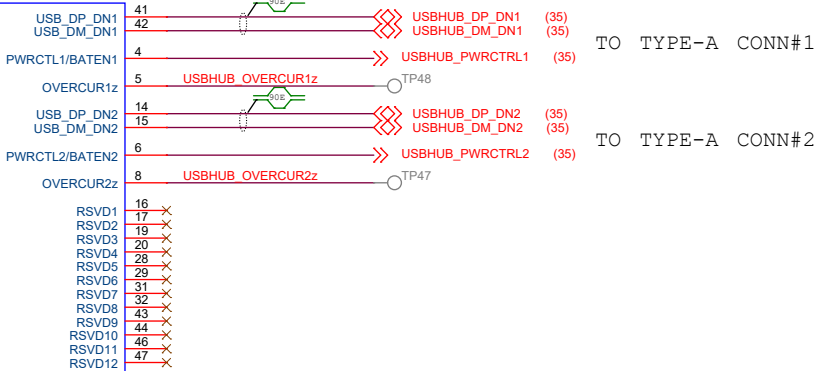 90E
USB_DP_DN1 41 USBHUB_DP_DN1 (35)
USB_DM_DN1 42 USBHUB_DM_DN1 (35)
TO TYPE-A CONN#1
PWRCTL1/BATEN1 4 USBHUB_PWRCTRL1 (35)
OVERCUR1z 5 USBHUB_OVERCUR1z TP48
90E
USB_DP_DN2 14 USBHUB_DP_DN2 (35)
USB_DM_DN2 15 USBHUB_DM_DN2 (35)
TO TYPE-A CONN#2
PWRCTL2/BATEN2 6 USBHUB_PWRCTRL2 (35)
OVERCUR2z 8 USBHUB_OVERCUR2z TP47
RSVD1 16
RSVD2 17
RSVD3 19
RSVD4 20
RSVD5 28
RSVD6 29
RSVD7 31
RSVD8 32
RSVD9 43
RSVD10 44
RSVD11 46
RSVD12 47